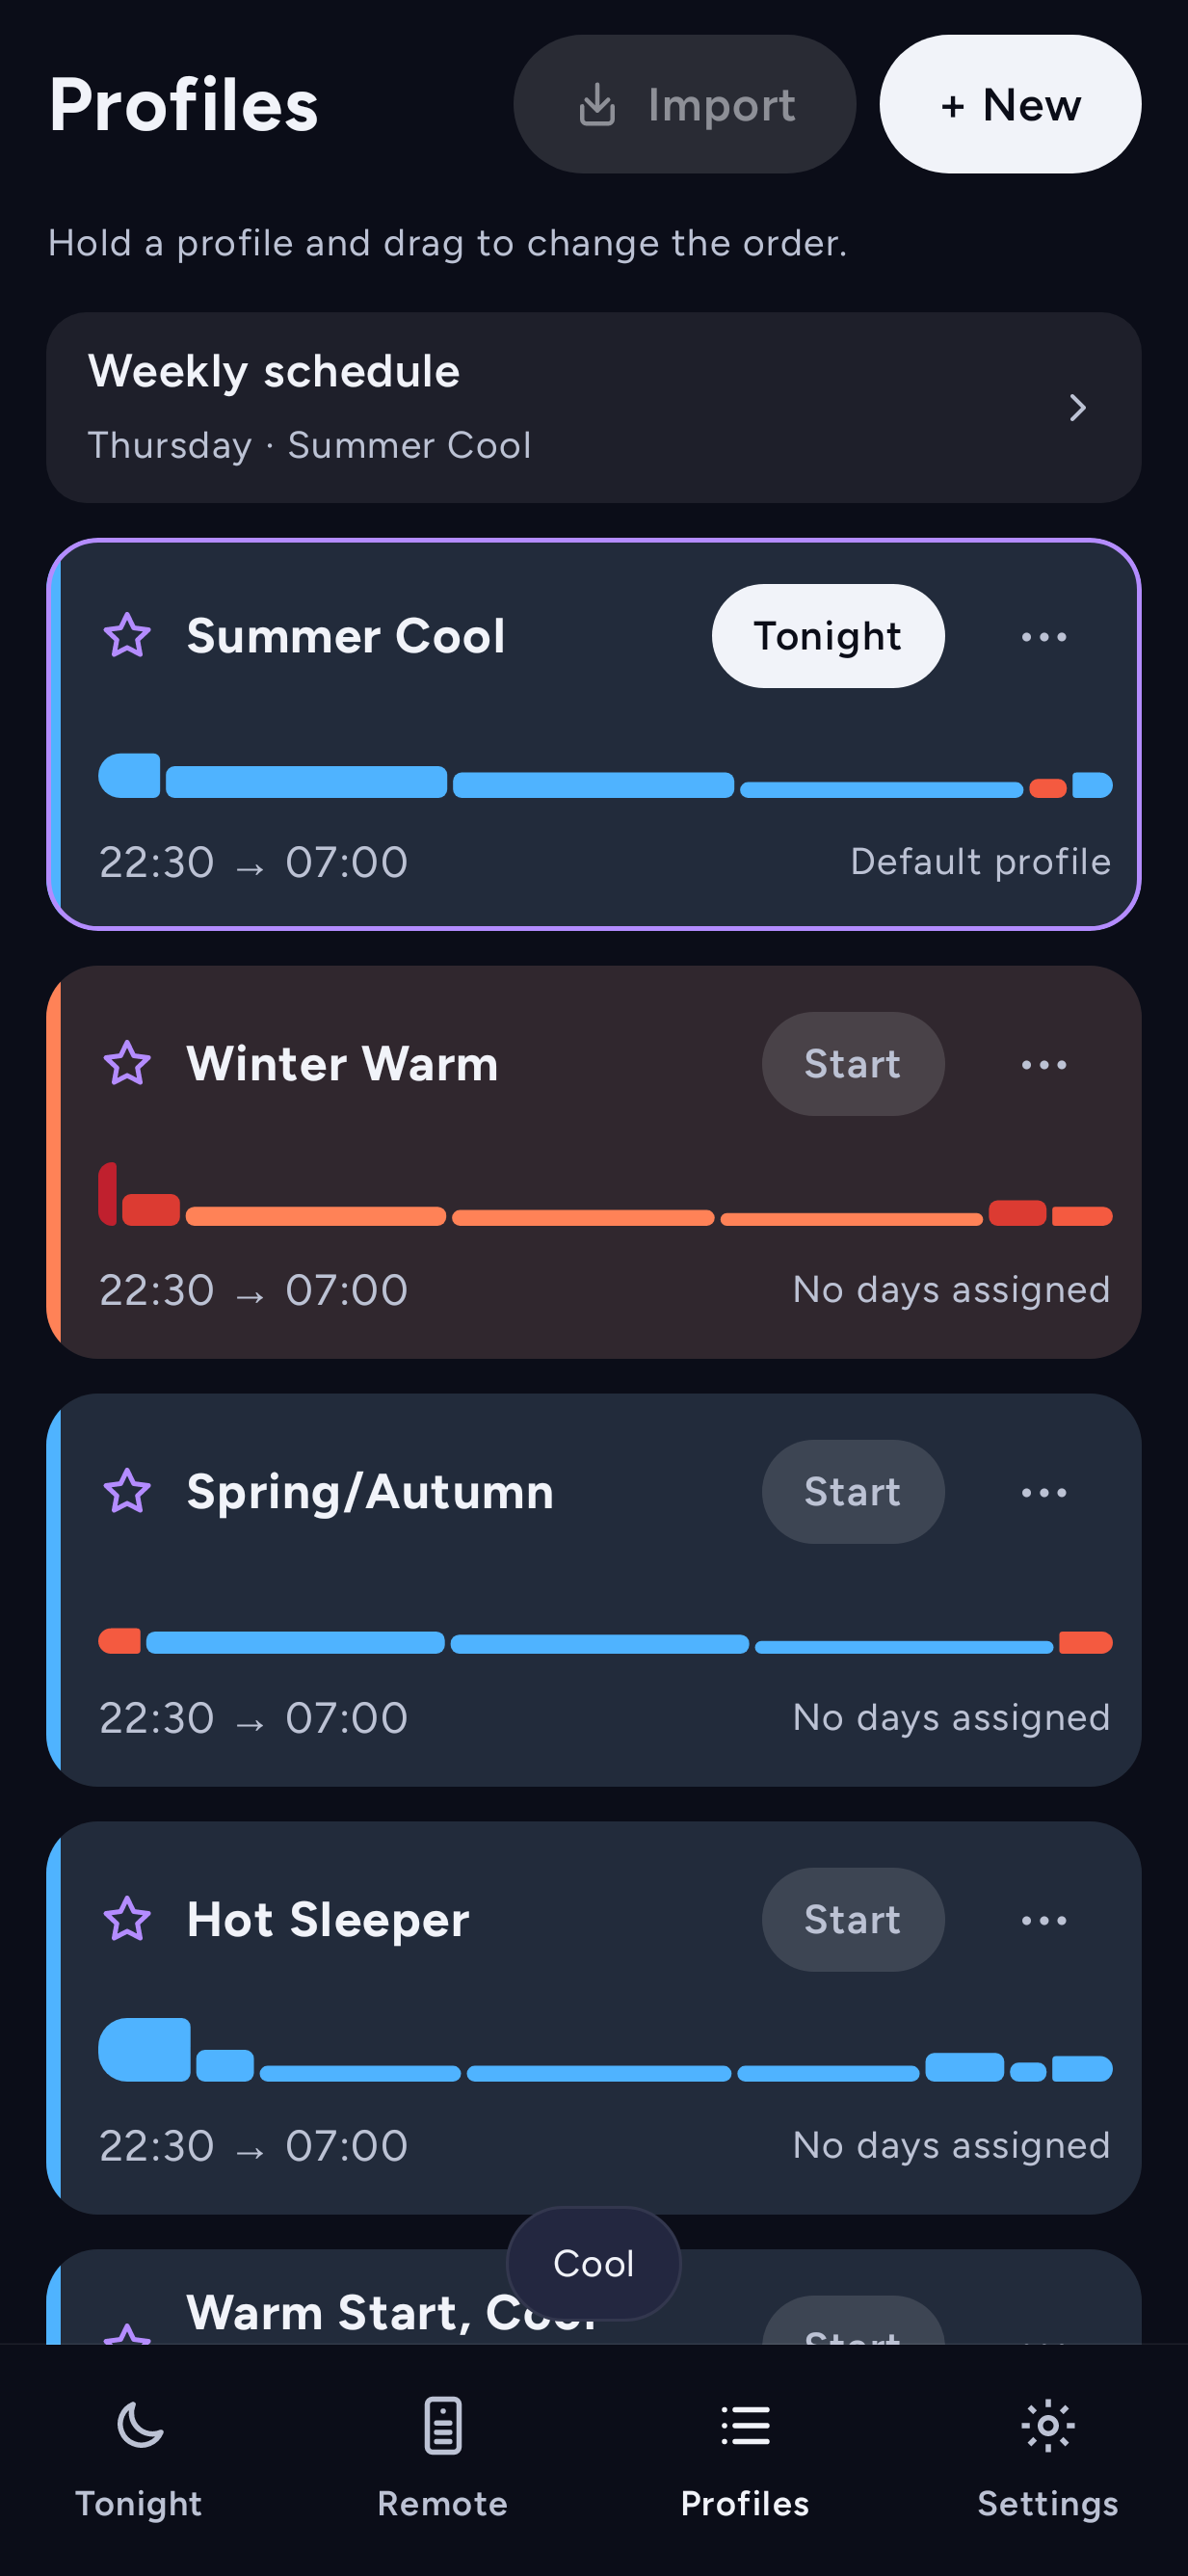 Profiles
Import
+ New
Hold a profile and drag to change the order.
Weekly schedule
Thursday · Summer Cool
Summer Cool
Tonight
22:30 → 07:00
Default profile
Winter Warm
Start
22:30 → 07:00
No days assigned
Spring/Autumn
Start
22:30 → 07:00
No days assigned
Hot Sleeper
Start
22:30 → 07:00
No days assigned
Cool
Warm Start,
Start
Tonight
Remote
Profiles
Settings